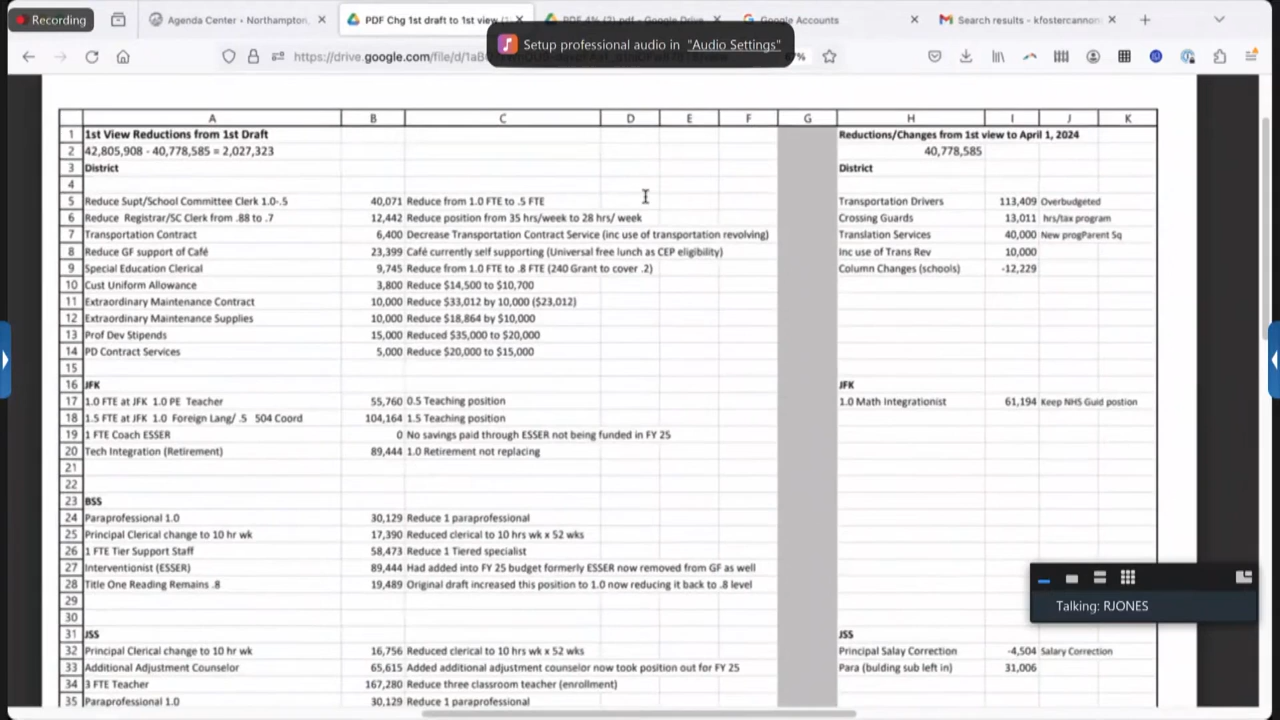 Recording
Agenda Center • Northampton,
PDF Chg 1st draft to 1st view
PDF 4% (2).pdf - Google Drive
Google Accounts
Search results - kfostercannon
Setup professional audio in "Audio Settings"
https://drive.google.com/file/d/1aB
A B C D E F G H I J K
1 1st View Reductions from 1st Draft Reductions/Changes from 1st view to April 1, 2024
2 42,805,908 - 40,778,585 = 2,027,323 40,778,585
3 District District
4
5 Reduce Supt/School Committee Clerk 1.0-.5 40,071 Reduce from 1.0 FTE to .5 FTE Transportation Drivers 113,409 Overbudgeted
6 Reduce Registrar/SC Clerk from .88 to .7 12,442 Reduce position from 35 hrs/week to 28 hrs/ week Crossing Guards 13,011 hrs/tax program
7 Transportation Contract 6,400 Decrease Transportation Contract Service (inc use of transportation revolving) Translation Services 40,000 New progParent Sq
8 Reduce GF support of Café 23,399 Café currently self supporting (Universal free lunch as CEP eligibility) Inc use of Trans Rev 10,000
9 Special Education Clerical 9,745 Reduce from 1.0 FTE to .8 FTE (240 Grant to cover .2) Column Changes (schools) -12,229
10 Cust Uniform Allowance 3,800 Reduce $14,500 to $10,700
11 Extraordinary Maintenance Contract 10,000 Reduce $33,012 by 10,000 ($23,012)
12 Extraordinary Maintenance Supplies 10,000 Reduce $18,864 by $10,000
13 Prof Dev Stipends 15,000 Reduced $35,000 to $20,000
14 PD Contract Services 5,000 Reduce $20,000 to $15,000
15
16 JFK JFK
17 1.0 FTE at JFK 1.0 PE Teacher 55,760 0.5 Teaching position 1.0 Math Integrationist 61,194 Keep NHS Guid postion
18 1.5 FTE at JFK 1.0 Foreign Lang/ .5 504 Coord 104,164 1.5 Teaching position
19 1 FTE Coach ESSER 0 No savings paid through ESSER not being funded in FY 25
20 Tech Integration (Retirement) 89,444 1.0 Retirement not replacing
21
22
23 BSS
24 Paraprofessional 1.0 30,129 Reduce 1 paraprofessional
25 Principal Clerical change to 10 hr wk 17,390 Reduced clerical to 10 hrs wk x 52 wks
26 1 FTE Tier Support Staff 58,473 Reduce 1 Tiered specialist
27 Interventionist (ESSER) 89,444 Had added into FY 25 budget formerly ESSER now removed from GF as well
28 Title One Reading Remains .8 19,489 Original draft increased this position to 1.0 now reducing it back to .8 level
29
30
31 JSS JSS
32 Principal Clerical change to 10 hr wk 16,756 Reduced clerical to 10 hrs wk x 52 wks Principal Salay Correction -4,504 Salary Correction
33 Additional Adjustment Counselor 65,615 Added additional adjustment counselor now took position out for FY 25 Para (bulding sub left in) 31,006
34 3 FTE Teacher 167,280 Reduce three classroom teacher (enrollment)
35 Paraprofessional 1.0 30,129 Reduce 1 paraprofessional
Talking: RJONES